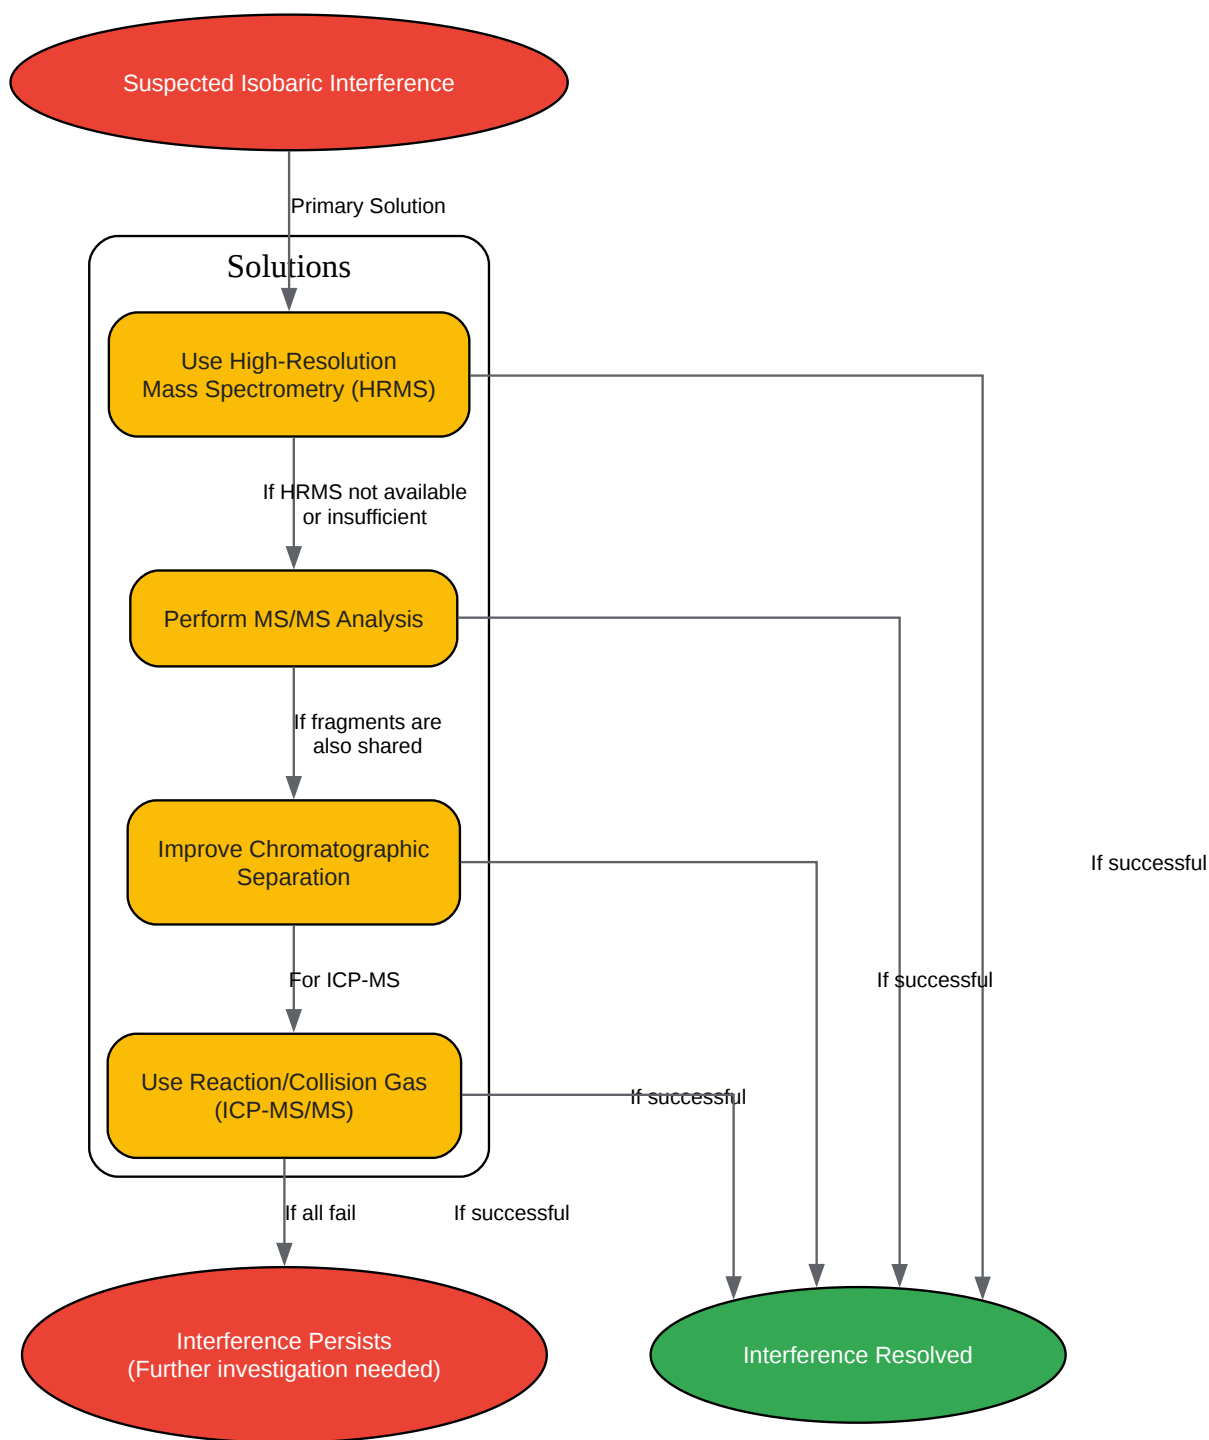 Suspected Isobaric Interference
Primary Solution
Solutions
Use High-Resolution
Mass Spectrometry (HRMS)
If HRMS not available
or insufficient
Perform MS/MS Analysis
If fragments are
also shared
Improve Chromatographic
Separation
If successful
For ICP-MS
If successful
Use Reaction/Collision Gas
(ICP-MS/MS)
If successful
If all fail
If successful
Interference Persists
(Further investigation needed)
Interference Resolved